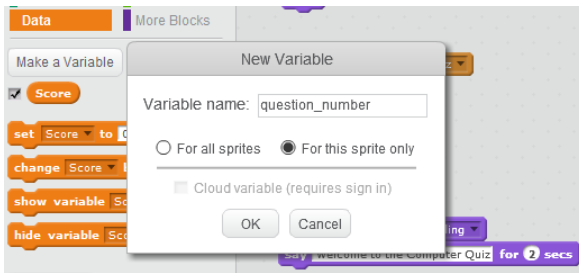 Data
More Blocks
Make a Variable
New Variable
Score
Variable name: question_number
set Score to
For all sprites For this sprite only
change Score
Cloud variable (requires sign in)
show variable
OK Cancel
hide variable
say Welcome to the Computer Quiz for 2 secs